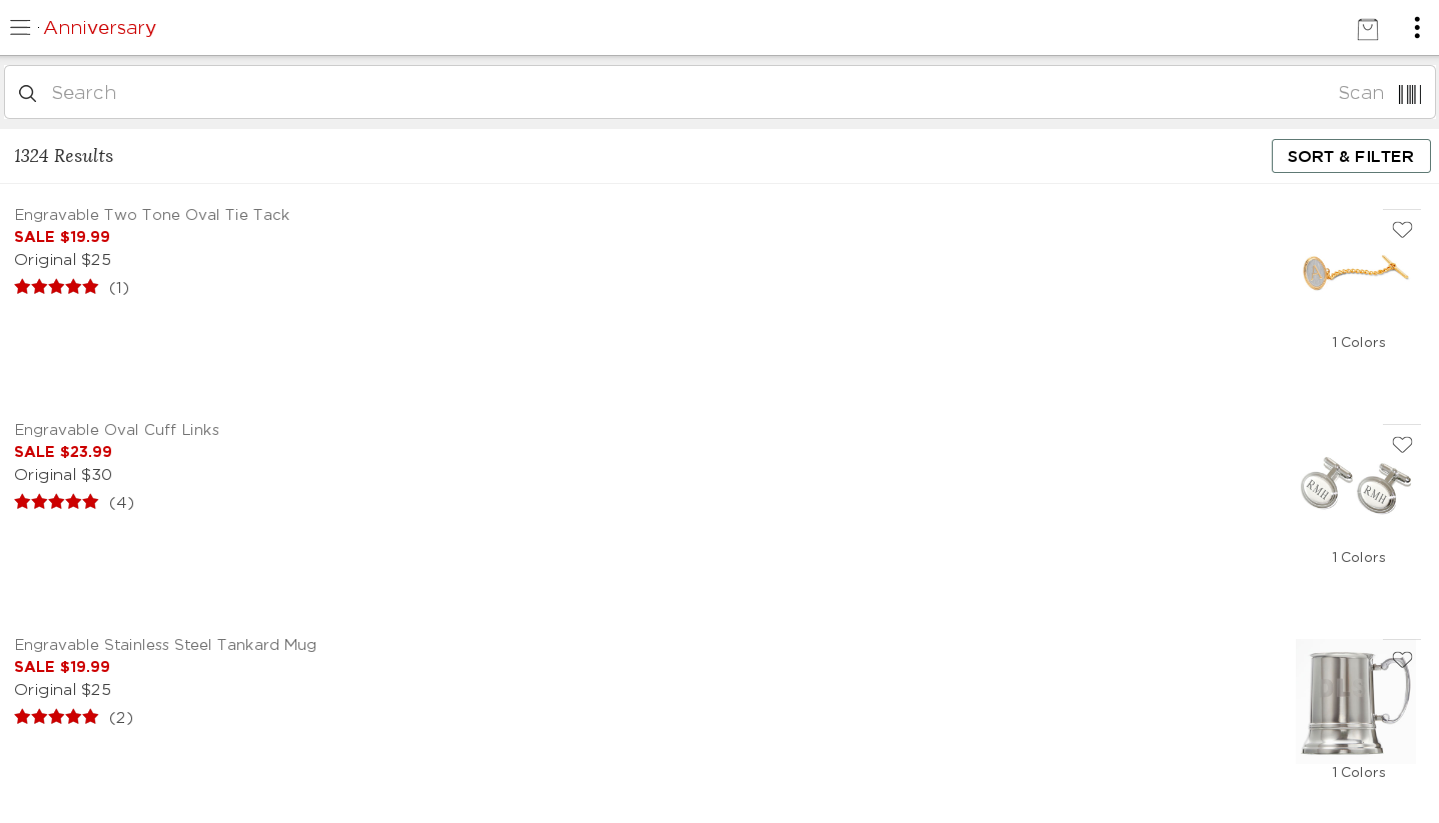 Anniversary
Search
Scan
1324 Results
SORT & FILTER
Engravable Two Tone Oval Tie Tack
SALE $19.99
Original $25
(1)
1 Colors
Engravable Oval Cuff Links
SALE $23.99
Original $30
(4)
RMH
RMH
1 Colors
Engravable Stainless Steel Tankard Mug
SALE $19.99
Original $25
(2)
1 Colors